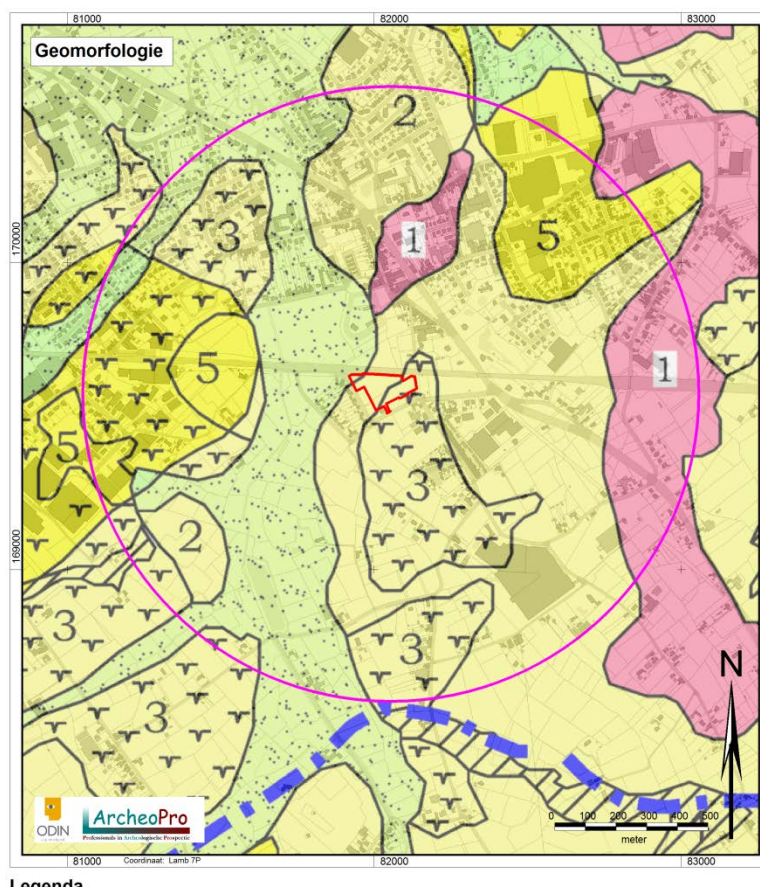 81000 82000 83000
Geomorfologie
2
3
1
5
170000 170000
5
1
5
3
2
169000 169000
3
3
3
N
ODIN
ArcheoPro
Professionals in Archeologische Prospectie
0 100 200 300 400 500
meter
81000 Coordinaat: Lamb 7P 82000 83000
Legenda